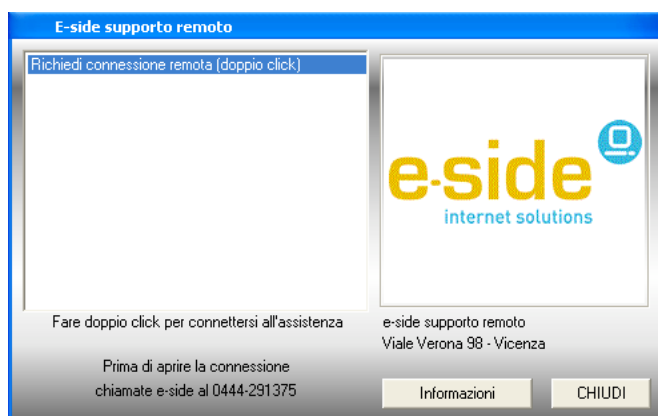 E-side supporto remoto
Richiedi connessione remota (doppio click)
e-side
internet solutions
Fare doppio click per connettersi all'assistenza
Prima di aprire la connessione
chiamate e-side al 0444-291375
e-side supporto remoto
Viale Verona 98 - Vicenza
Informazioni
CHIUDI